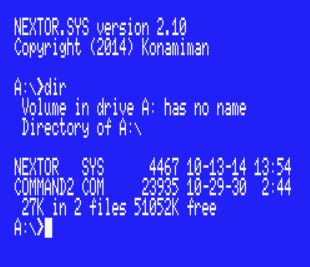 NEXTOR.SYS version 2.10
Copyright (2014) Konamiman
A:\>dir
Volume in drive A: has no name
Directory of A:\
NEXTOR SYS 4467 10-13-14 13:54
COMMAND2 COM 23935 10-29-30 2:44
27K in 2 files 51052K free
A:\>